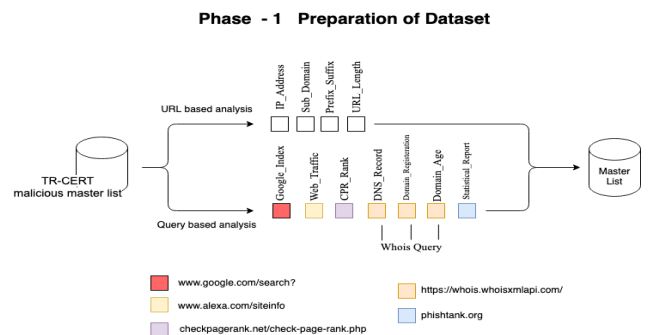 Phase - 1 Preparation of Dataset
URL based analysis
IP_Address
Sub_Domain
Prefix_Suffix
URL_Length
TR-CERT
malicious master list
Google_Index
Web_Traffic
CPR_Rank
DNS_Record
Domain_Registeration
Domain_Age
Statistical_Report
Master
List
Query based analysis
Whois Query
www.google.com/search?
www.alexa.com/siteinfo
checkpagerank.net/check-page-rank.php
https://whois.whoisxmlapi.com/
phishtank.org